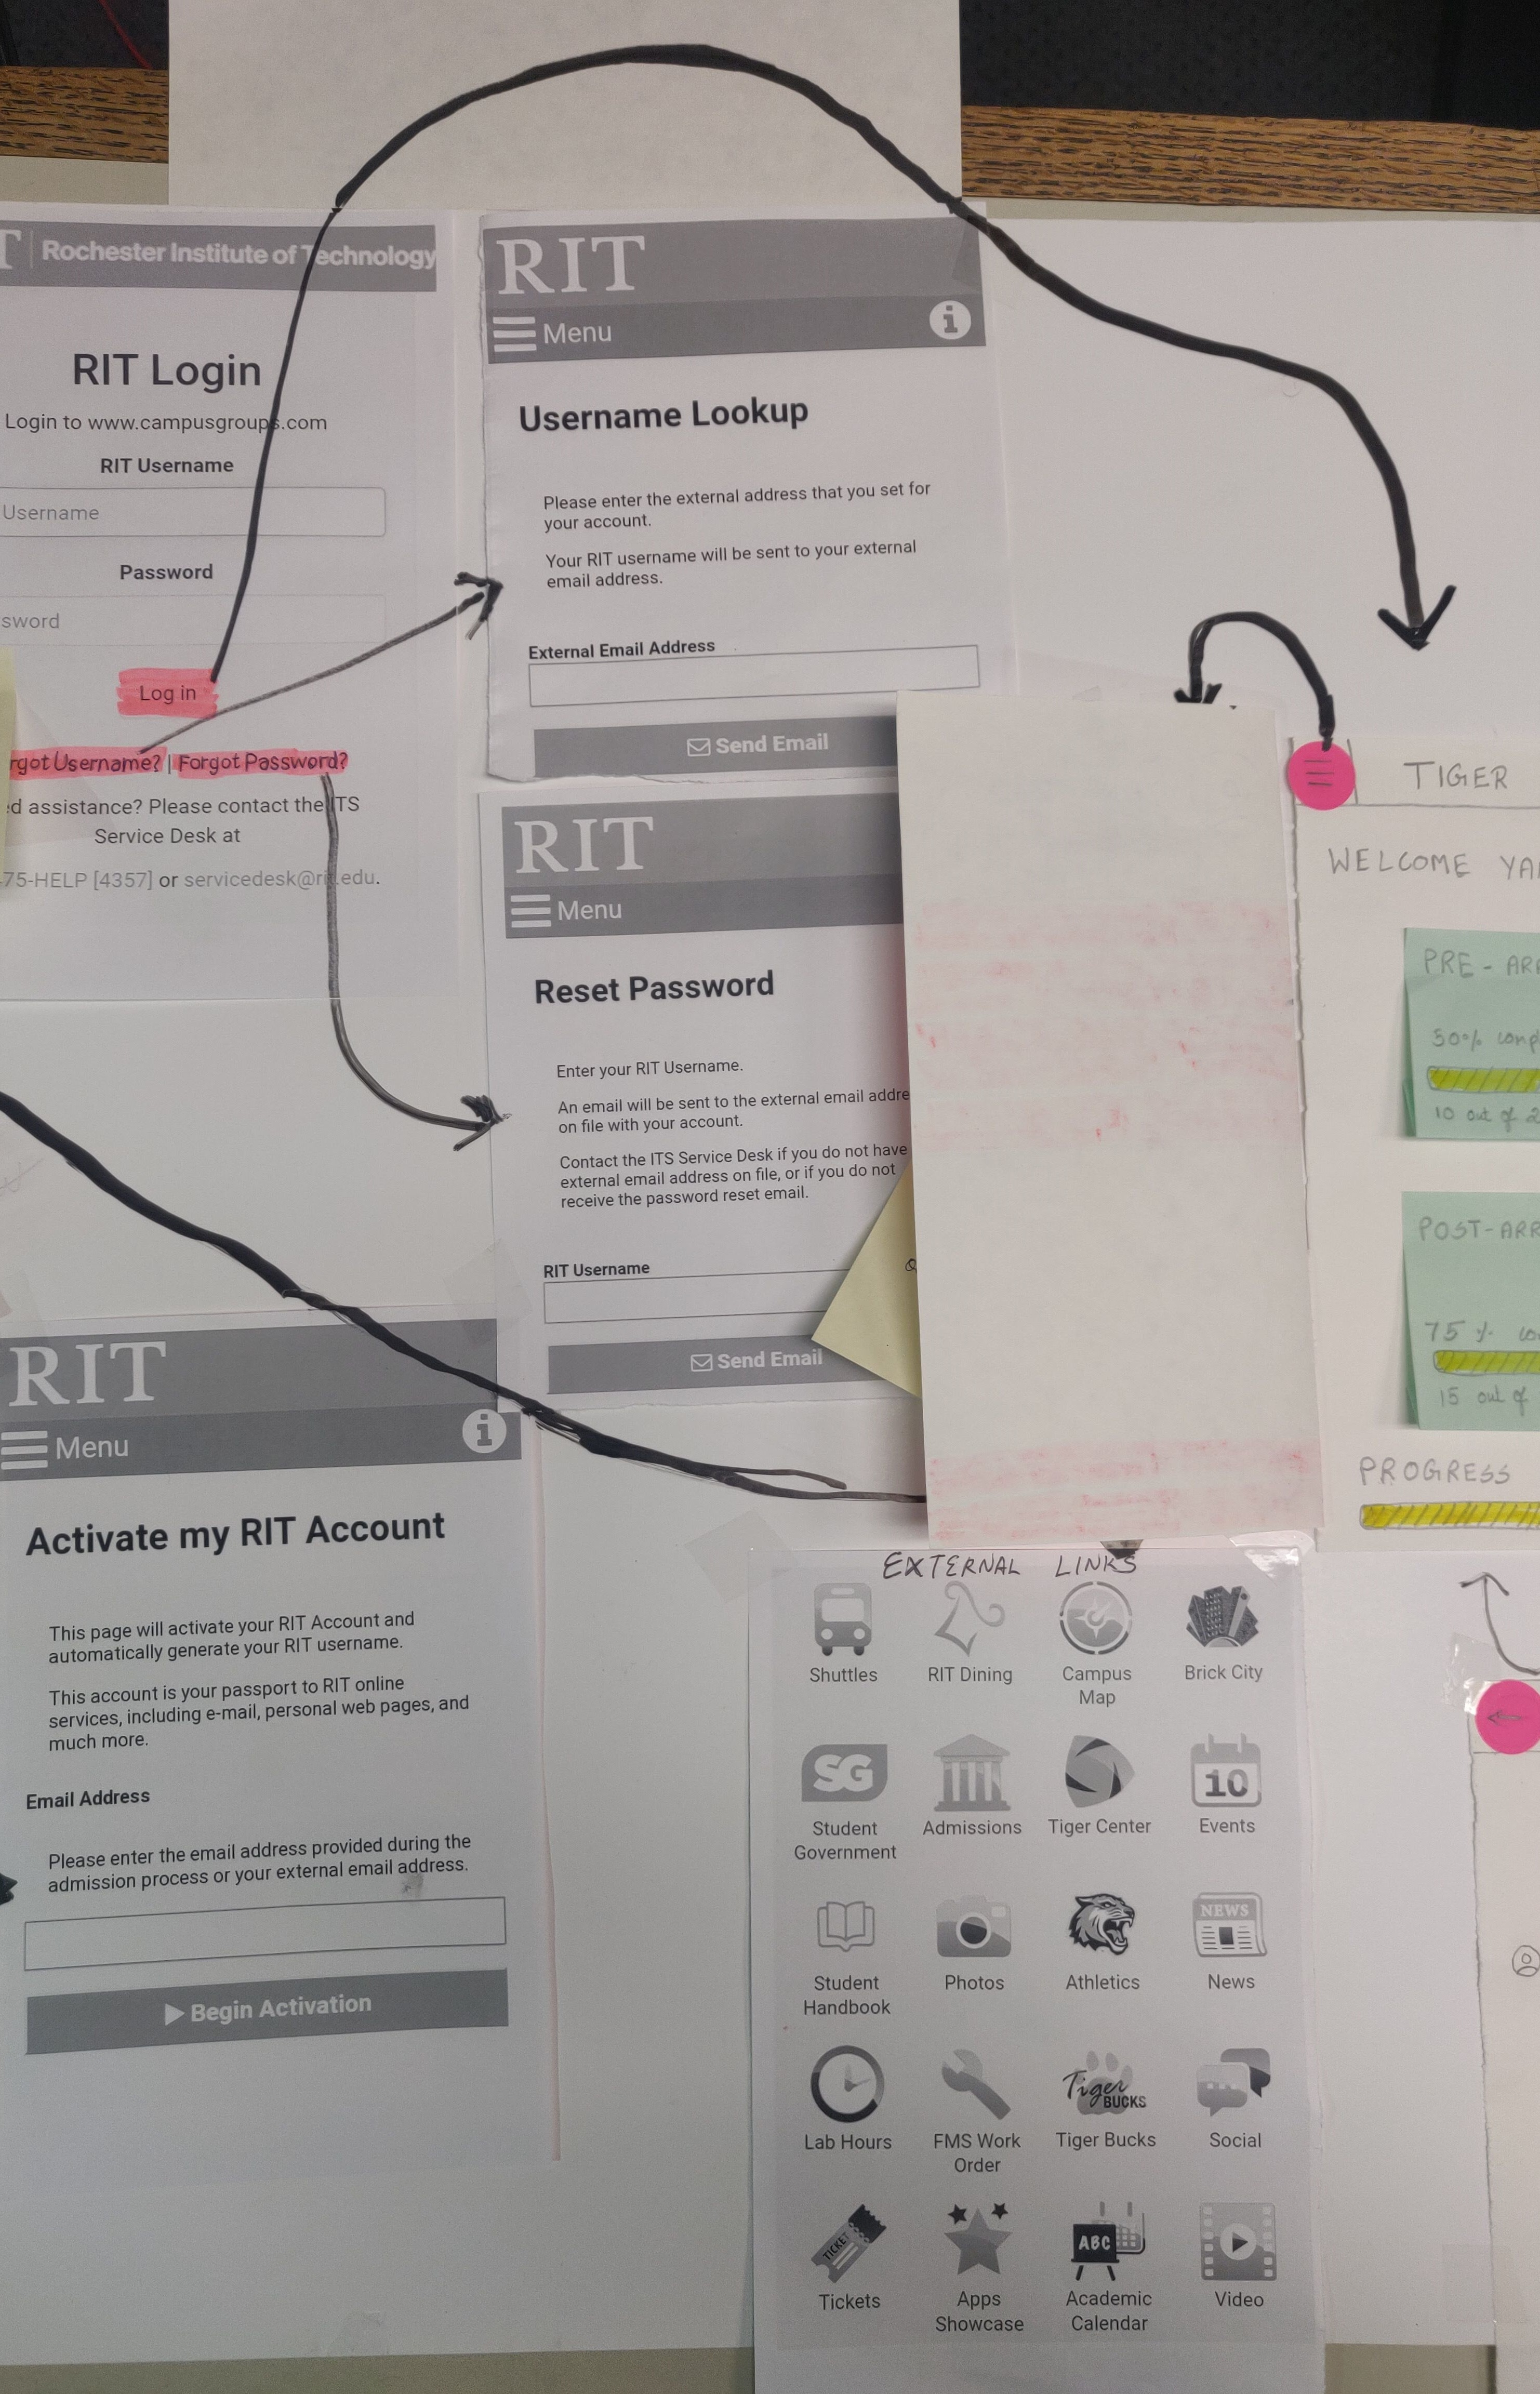 Rochester Institute of Technology
RIT Login
Login to www.campusgroups.com
RIT Username
Username
Password
Log in
Username? | Forgot Password?
assistance? Please contact the ITS
Service Desk at
75-HELP [4357] or servicedesk@rit.edu.
RIT
Menu
Username Lookup
Please enter the external address that you set for
your account.
Your RIT username will be sent to your external
email address.
External Email Address
Send Email
RIT
Menu
Reset Password
Enter your RIT Username.
An email will be sent to the external email
on file with your account.
Contact the ITS Service Desk if you do not have
external email address on file, or if you do not
receive the password reset email.
RIT Username
Send Email
RIT
Menu
Activate my RIT Account
This page will activate your RIT Account and
automatically generate your RIT username.
This account is your passport to RIT online
services, including e-mail, personal web pages, and
much more.
Email Address
Please enter the email address provided during the
admission process or your external email address.
Begin Activation
TIGER
WELCOME
PRE-
50%
10 out of
POST-
75 %
15 out of
PROGRESS
EXTERNAL LINKS
Shuttles
RIT Dining
Campus
Map
Brick City
SG
Student
Government
Admissions
Tiger Center
10
Events
Student
Handbook
Photos
Athletics
NEWS
News
Lab Hours
FMS Work
Order
Tiger BUCKS
Tiger Bucks
Social
TICKET
Tickets
Apps
Showcase
ABC
Academic
Calendar
Video